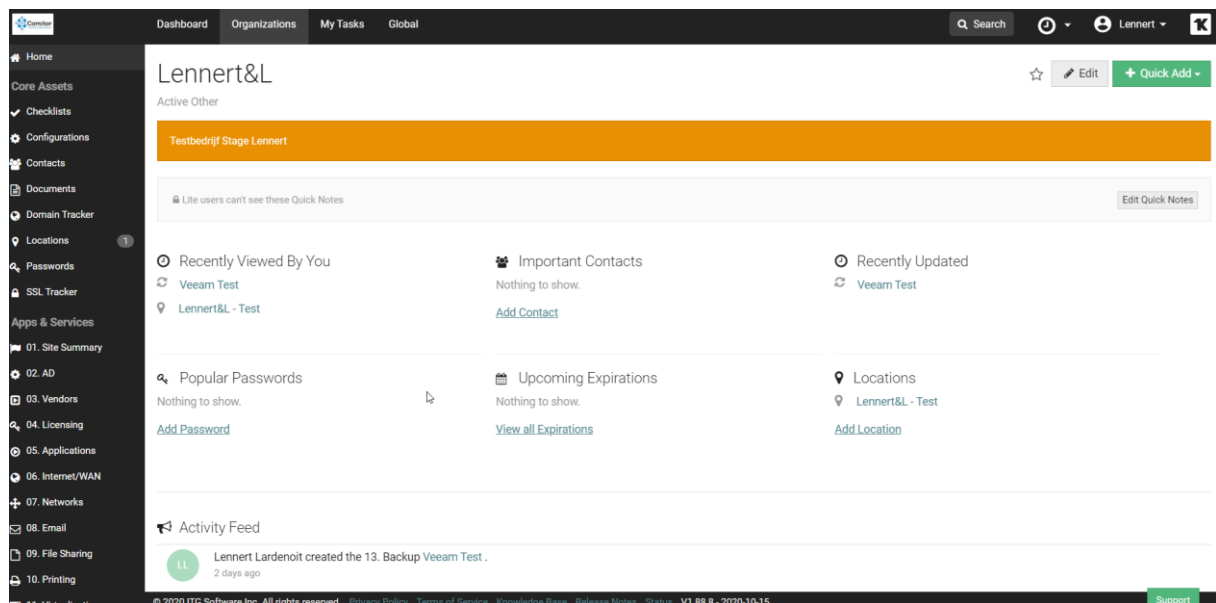 Comitor
Dashboard Organizations My Tasks Global Search Lennert
Home
Core Assets
Checklists
Configurations
Contacts
Documents
Domain Tracker
Locations 1
Passwords
SSL Tracker
Apps & Services
01. Site Summary
02. AD
03. Vendors
04. Licensing
05. Applications
06. Internet/WAN
07. Networks
08. Email
09. File Sharing
10. Printing
Lennert&L
Edit
+ Quick Add
Active Other
Testbedrijf Stage Lennert
Lite users can't see these Quick Notes
Edit Quick Notes
Recently Viewed By You
Veeam Test
Lennert&L - Test
Important Contacts
Nothing to show.
Add Contact
Recently Updated
Veeam Test
Popular Passwords
Nothing to show.
Add Password
Upcoming Expirations
Nothing to show.
View all Expirations
Locations
Lennert&L - Test
Add Location
Activity Feed
LL
Lennert Lardenoit created the 13. Backup Veeam Test .
2 days ago
© 2020 ITG Software Inc. All rights reserved. Privacy Policy Terms of Service Knowledge Base Release Notes Status V1.88.8 - 2020-10-15
Support